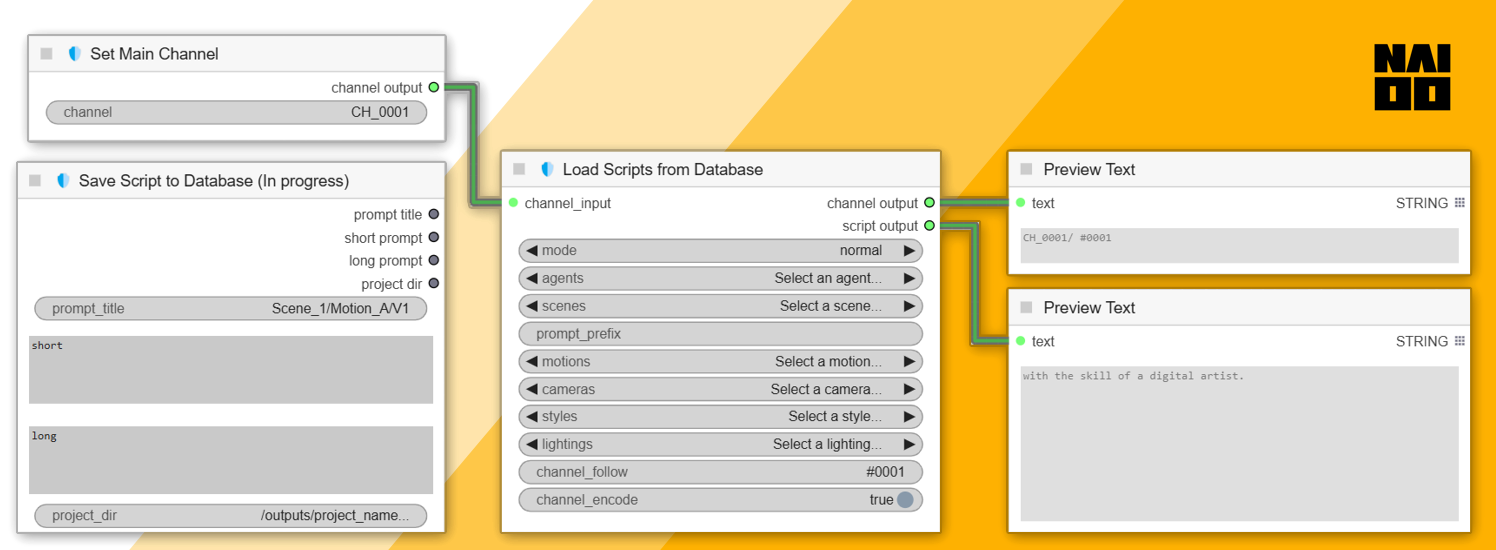 Set Main Channel
channel output
channel CH_0001
Save Script to Database (In progress)
prompt title
short prompt
long prompt
project dir
prompt_title Scene_1/Motion_A/V1
short
long
project_dir /outputs/project_name...
Load Scripts from Database
channel_input channel output
script output
mode normal
agents Select an agent...
scenes Select a scene...
prompt_prefix
motions Select a motion...
cameras Select a camera...
styles Select a style...
lightings Select a lighting...
channel_follow #0001
channel_encode true
NAI
OO
Preview Text
text STRING
CH_0001/ #0001
Preview Text
text STRING
with the skill of a digital artist.